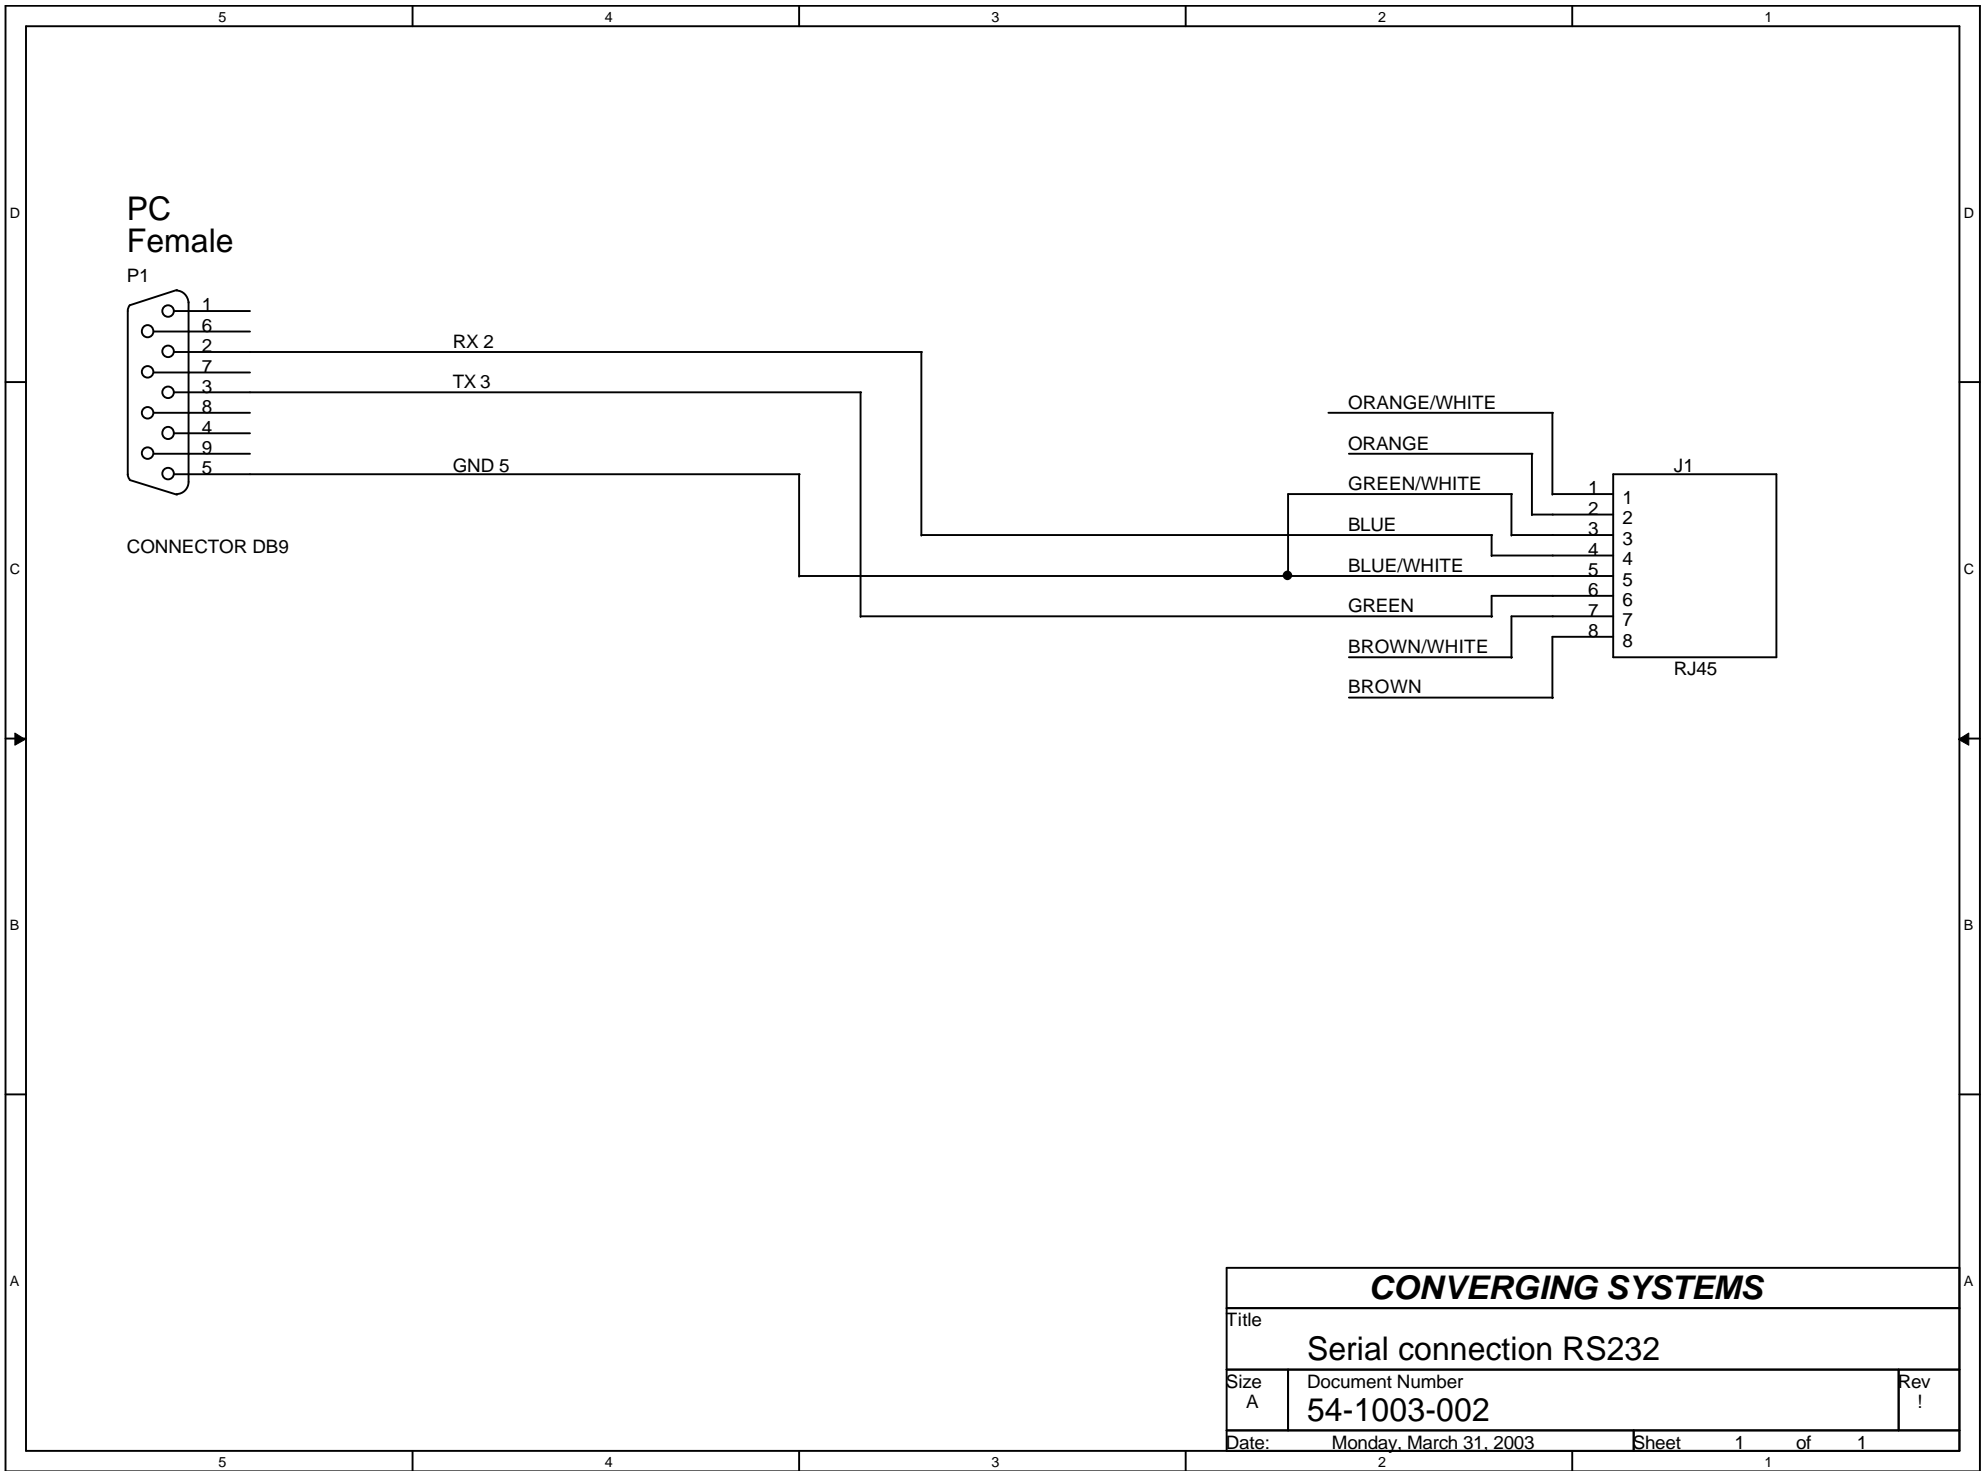 5 4 3 2 1
D D
C C
B B
A A
PC
Female
P1
1
6
2
7
3
8
4
9
5
CONNECTOR DB9
RX 2
TX 3
GND 5
ORANGE/WHITE
ORANGE
GREEN/WHITE
BLUE
BLUE/WHITE
GREEN
BROWN/WHITE
BROWN
J1
1 1
2 2
3 3
4 4
5 5
6 6
7 7
8 8
RJ45
CONVERGING SYSTEMS
Title
Serial connection RS232
Size Document Number Rev
A 54-1003-002 !
Date: Monday, March 31, 2003 Sheet 1 of 1
5 4 3 2 1